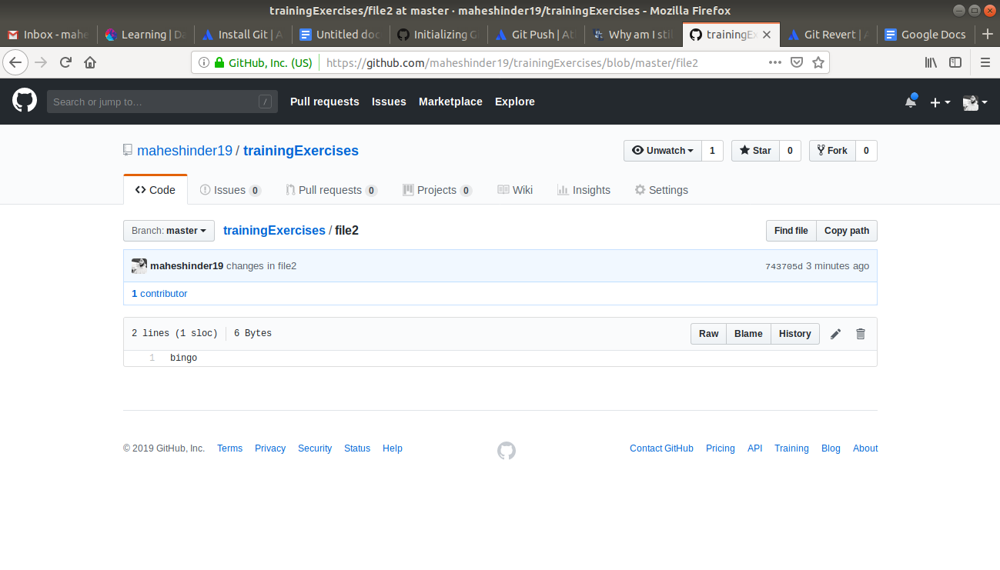 trainingExercises/file2 at master · maheshinder19/trainingExercises - Mozilla Firefox
Inbox - mahe Learning | Da Install Git | A Untitled doc Initializing G Git Push | At Why am I stil trainingEx Git Revert | A Google Docs
GitHub, Inc. (US) https://github.com/maheshinder19/trainingExercises/blob/master/file2
Search or jump to… / Pull requests Issues Marketplace Explore
maheshinder19 / trainingExercises Unwatch 1 Star 0 Fork 0
Code Issues 0 Pull requests 0 Projects 0 Wiki Insights Settings
Branch: master trainingExercises / file2 Find file Copy path
maheshinder19 changes in file2 743705d 3 minutes ago
1 contributor
2 lines (1 sloc) 6 Bytes Raw Blame History
1 bingo
© 2019 GitHub, Inc. Terms Privacy Security Status Help Contact GitHub Pricing API Training Blog About